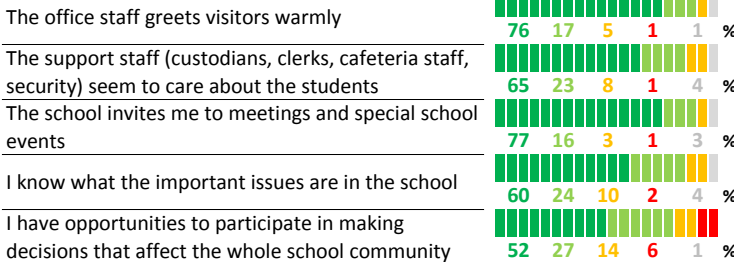 The office staff greets visitors warmly
76 17 5 1 1 %
The support staff (custodians, clerks, cafeteria staff,
security) seem to care about the students
65 23 8 1 4 %
The school invites me to meetings and special school
events
77 16 3 1 3 %
I know what the important issues are in the school
60 24 10 2 4 %
I have opportunities to participate in making
decisions that affect the whole school community
52 27 14 6 1 %